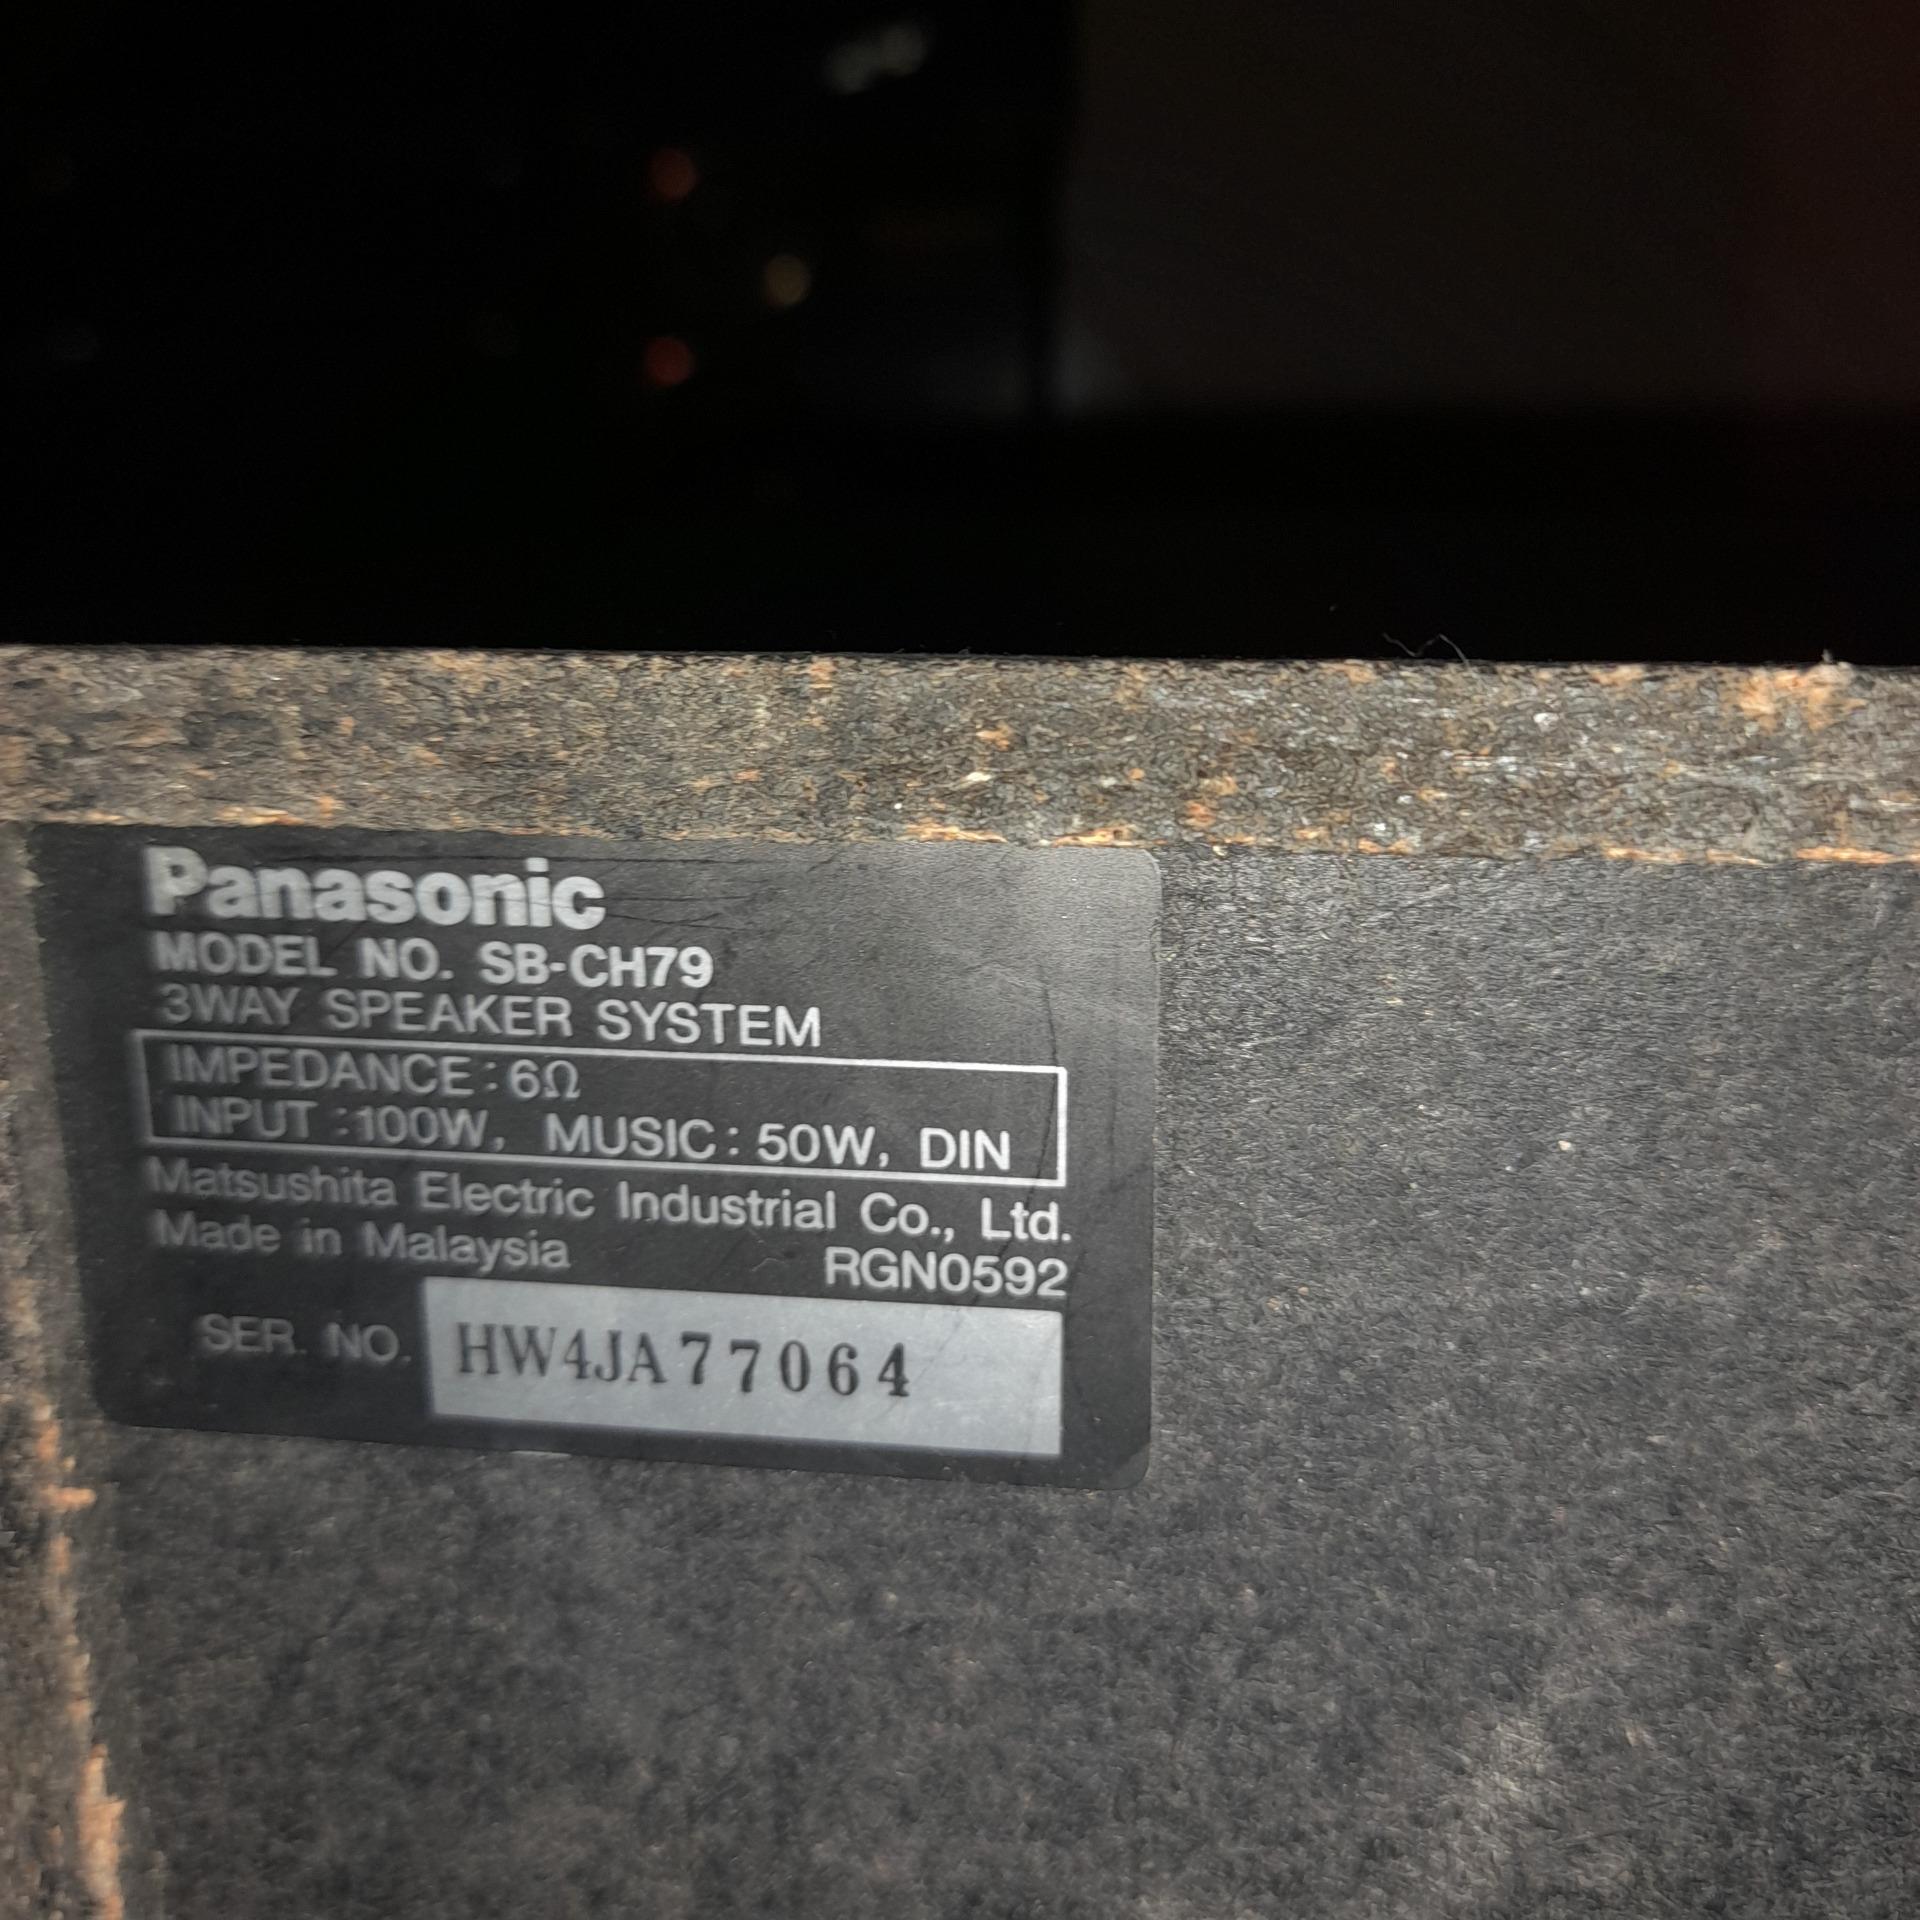 Panasonic
MODEL NO. SB-CH79
3WAY SPEAKER SYSTEM
IMPEDANCE : 6Ω
INPUT : 100W, MUSIC : 50W, DIN
Matsushita Electric Industrial Co., Ltd.
Made in Malaysia RGN0592
SER. NO. HW4JA77064